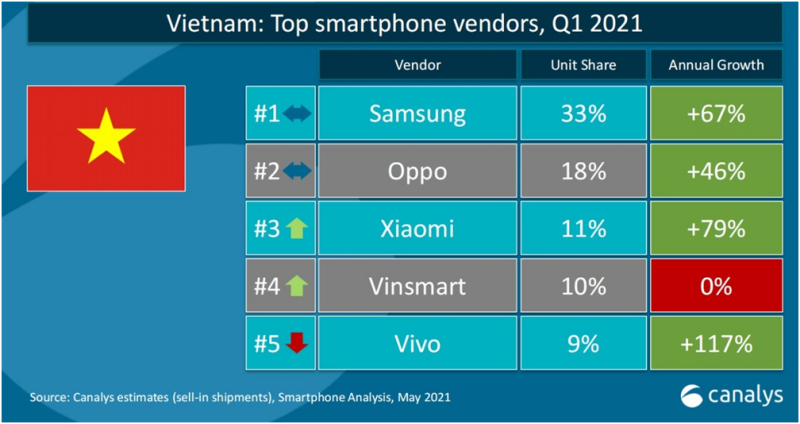 Vietnam: Top smartphone vendors, Q1 2021
Vendor Unit Share Annual Growth
#1 Samsung 33% +67%
#2 Oppo 18% +46%
#3 Xiaomi 11% +79%
#4 Vinsmart 10% 0%
#5 Vivo 9% +117%
Source: Canalys estimates (sell-in shipments), Smartphone Analysis, May 2021
canalys